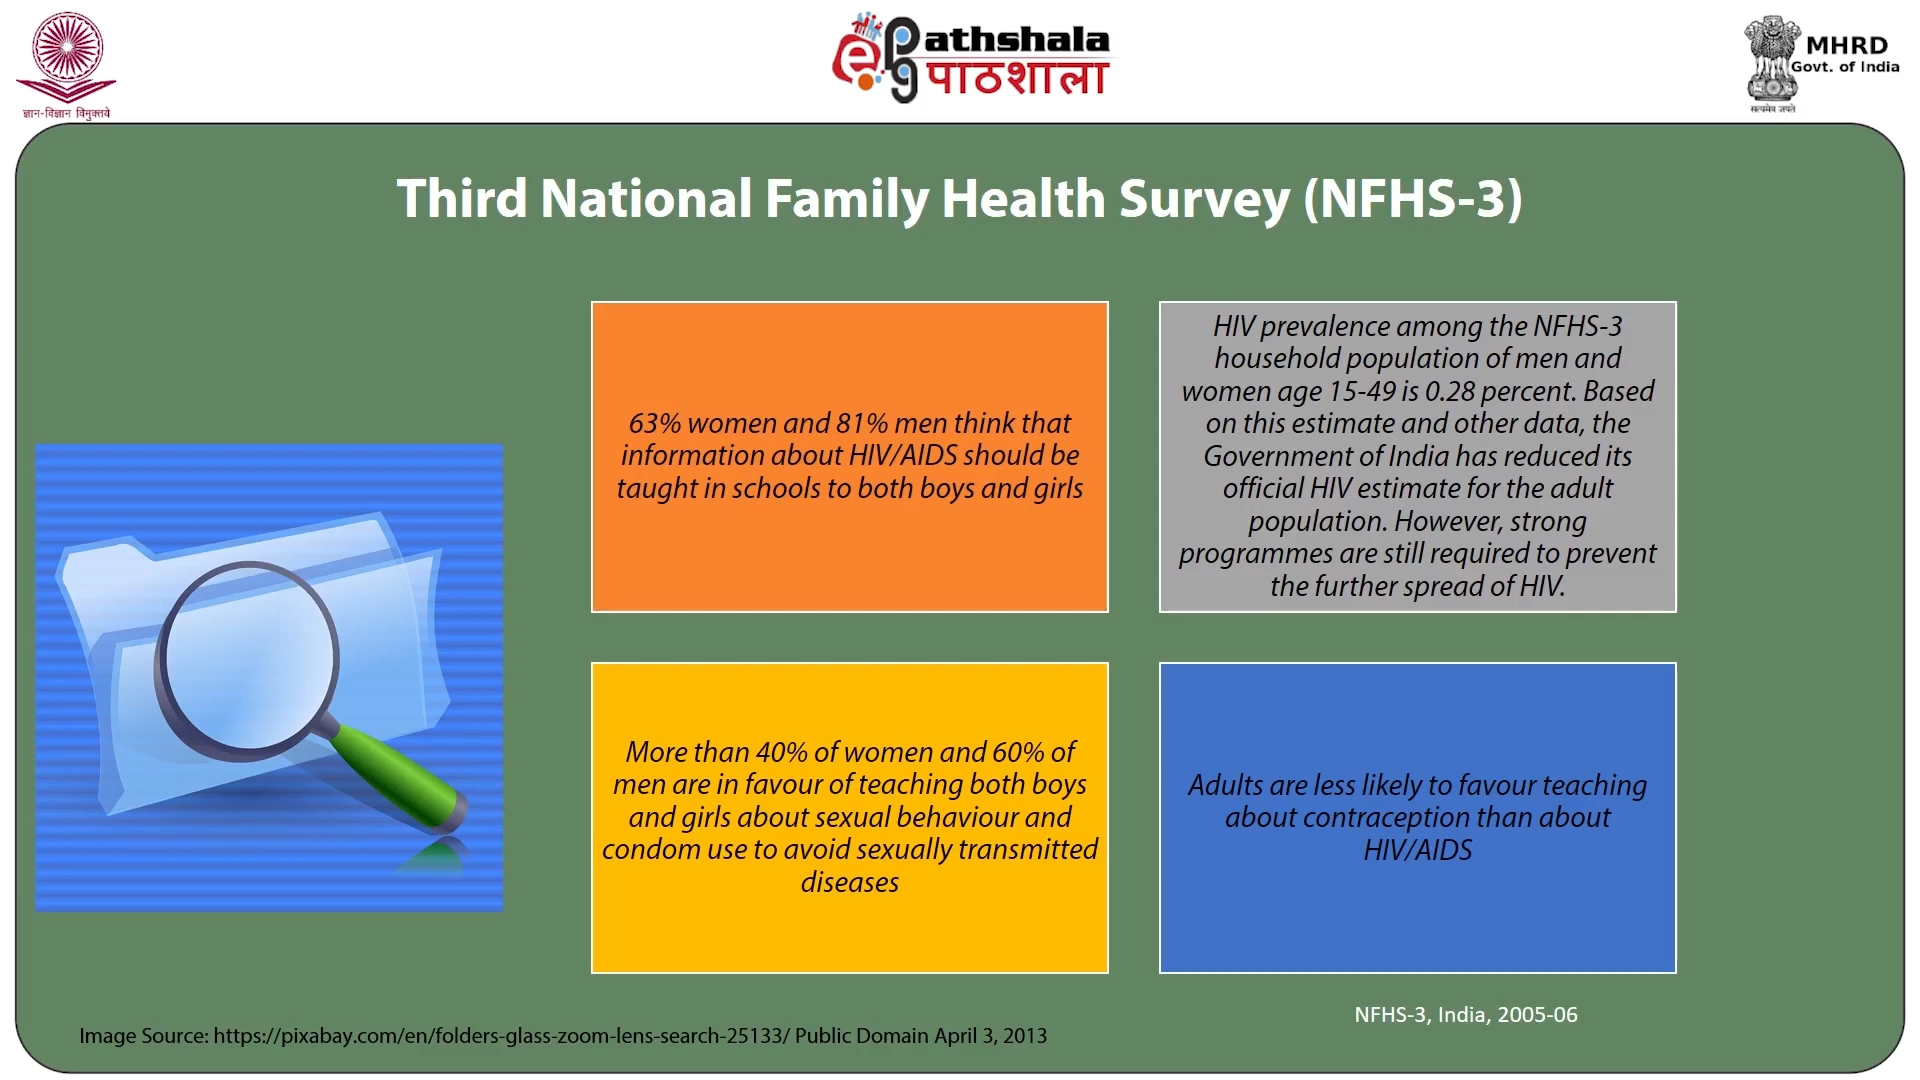 ज्ञान-विज्ञान विमुक्तये
ePg
athshala
पाठशाला
MHRD
Govt. of India
सत्यमेव जयते
Third National Family Health Survey (NFHS-3)
63% women and 81% men think that
information about HIV/AIDS should be
taught in schools to both boys and girls
HIV prevalence among the NFHS-3
household population of men and
women age 15-49 is 0.28 percent. Based
on this estimate and other data, the
Government of India has reduced its
official HIV estimate for the adult
population. However, strong
programmes are still required to prevent
the further spread of HIV.
More than 40% of women and 60% of
men are in favour of teaching both boys
and girls about sexual behaviour and
condom use to avoid sexually transmitted
diseases
Adults are less likely to favour teaching
about contraception than about
HIV/AIDS
NFHS-3, India, 2005-06
Image Source: https://pixabay.com/en/folders-glass-zoom-lens-search-25133/ Public Domain April 3, 2013